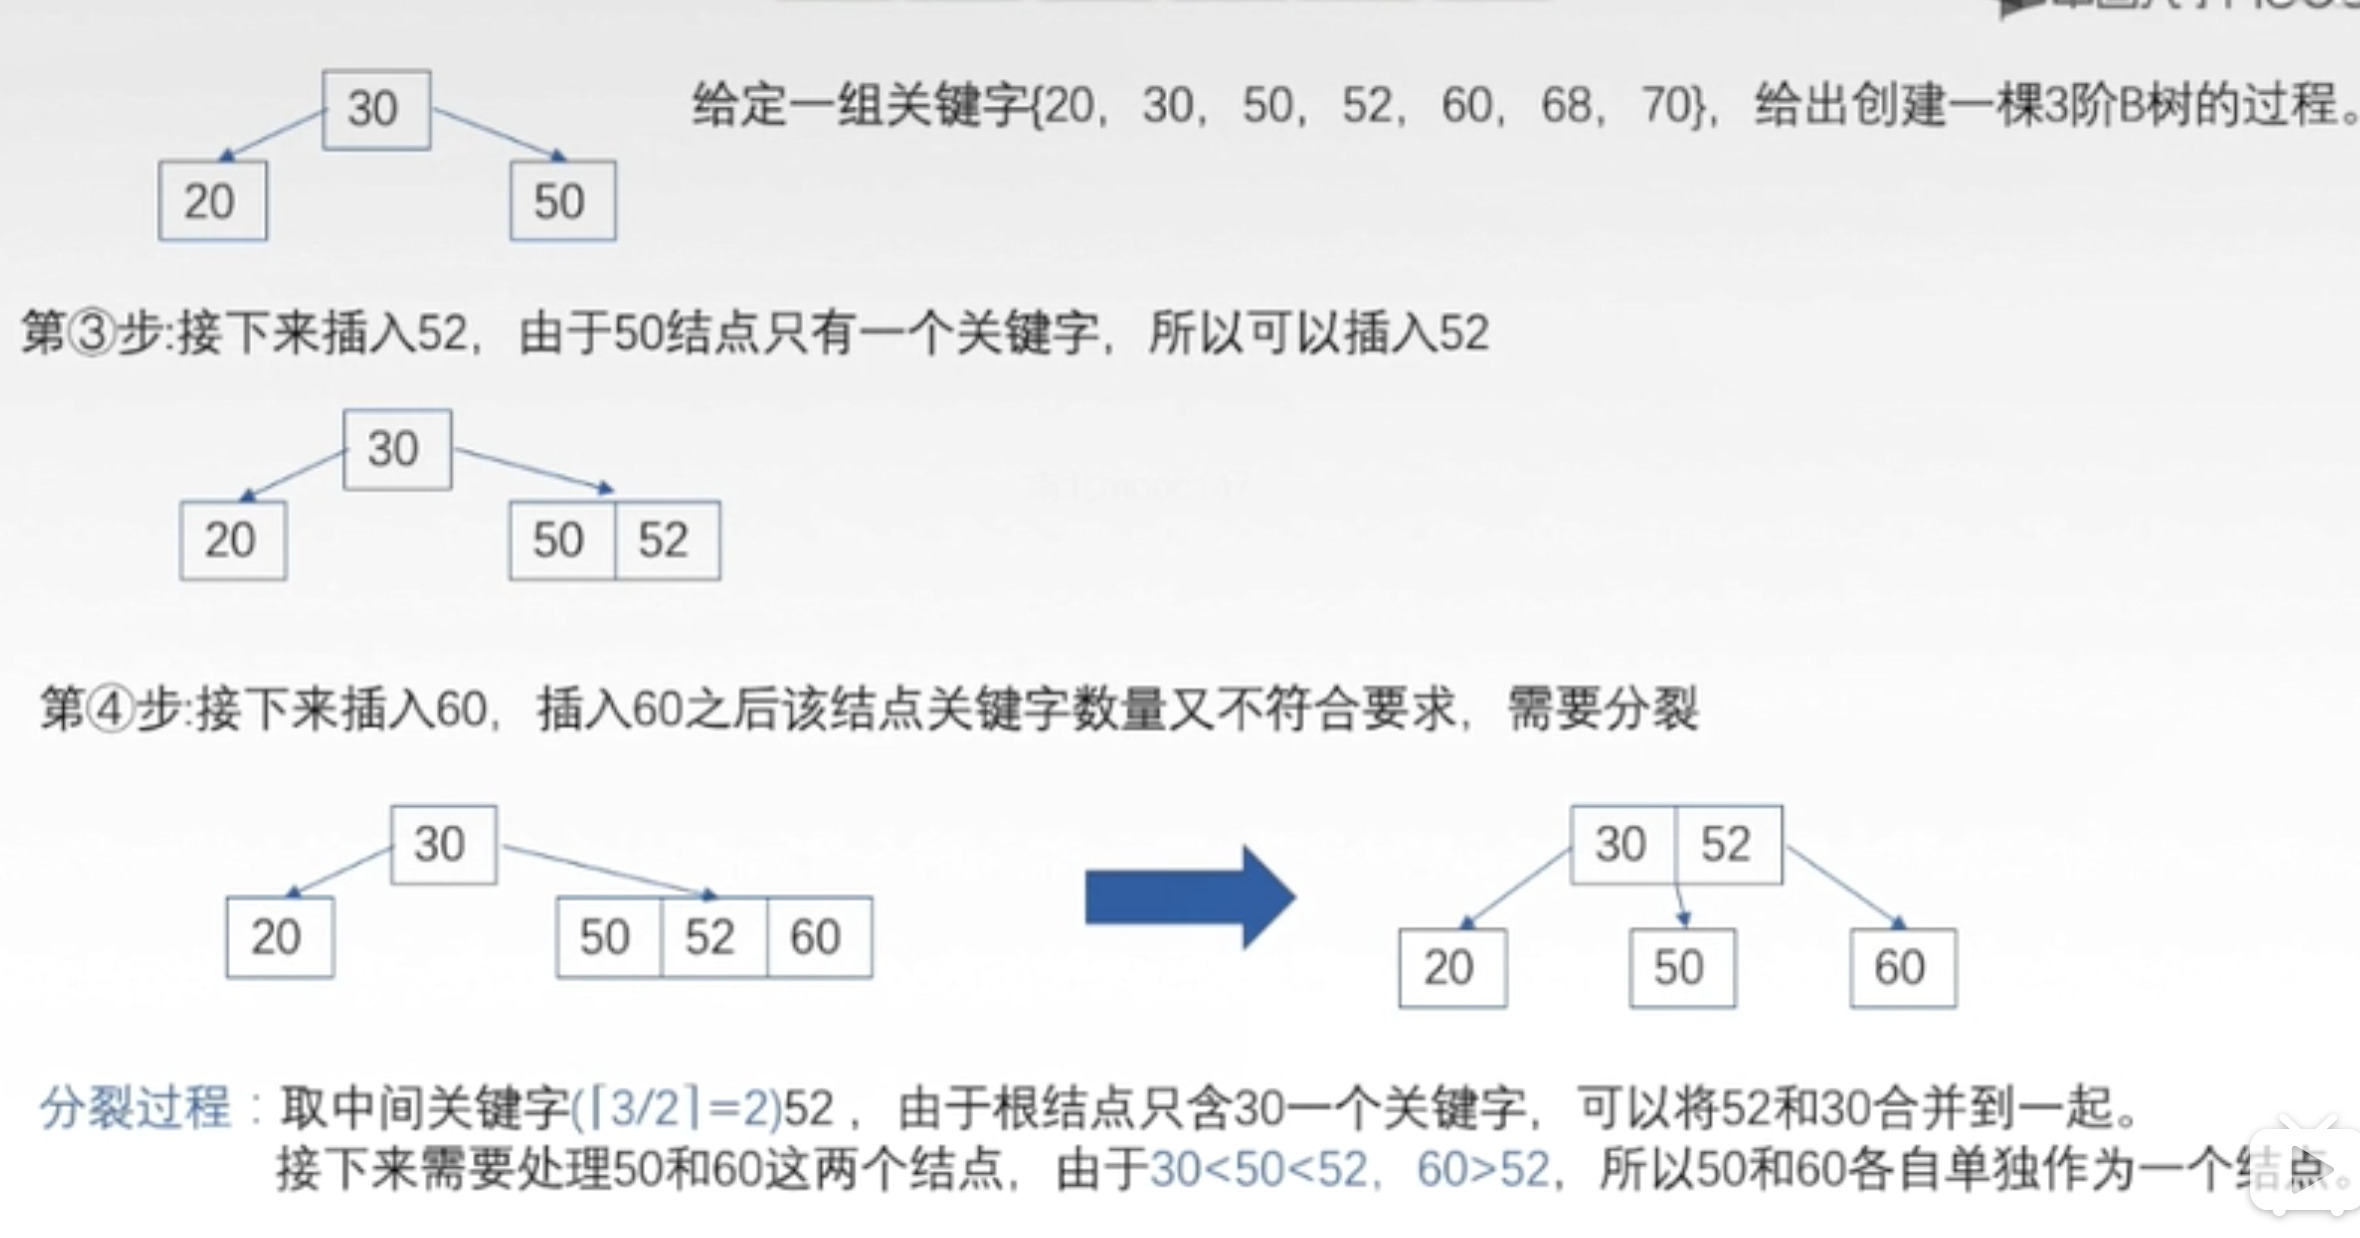 给定一组关键字{20，30，50，52，60，68，70}，给出创建一棵3阶B树的过程。
30
20 50
第③步:接下来插入52，由于50结点只有一个关键字，所以可以插入52
30
20 50 52
第④步:接下来插入60，插入60之后该结点关键字数量又不符合要求，需要分裂
30
20 50 52 60
30 52
20 50 60
分裂过程：取中间关键字(⌈3/2⌉=2)52，由于根结点只含30一个关键字，可以将52和30合并到一起。
接下来需要处理50和60这两个结点，由于30<50<52，60>52，所以50和60各自单独作为一个结点。